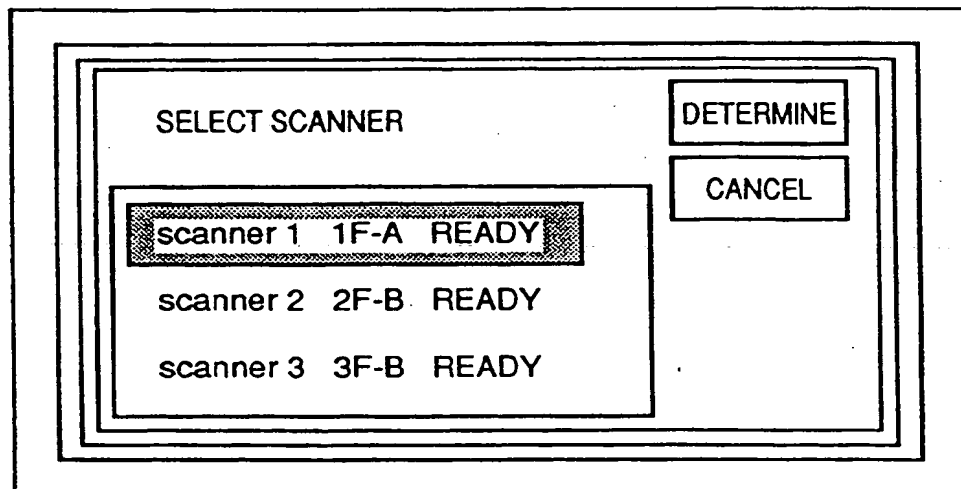 SELECT SCANNER
DETERMINE
CANCEL
scanner 1 1F-A READY
scanner 2 2F-B READY
scanner 3 3F-B READY